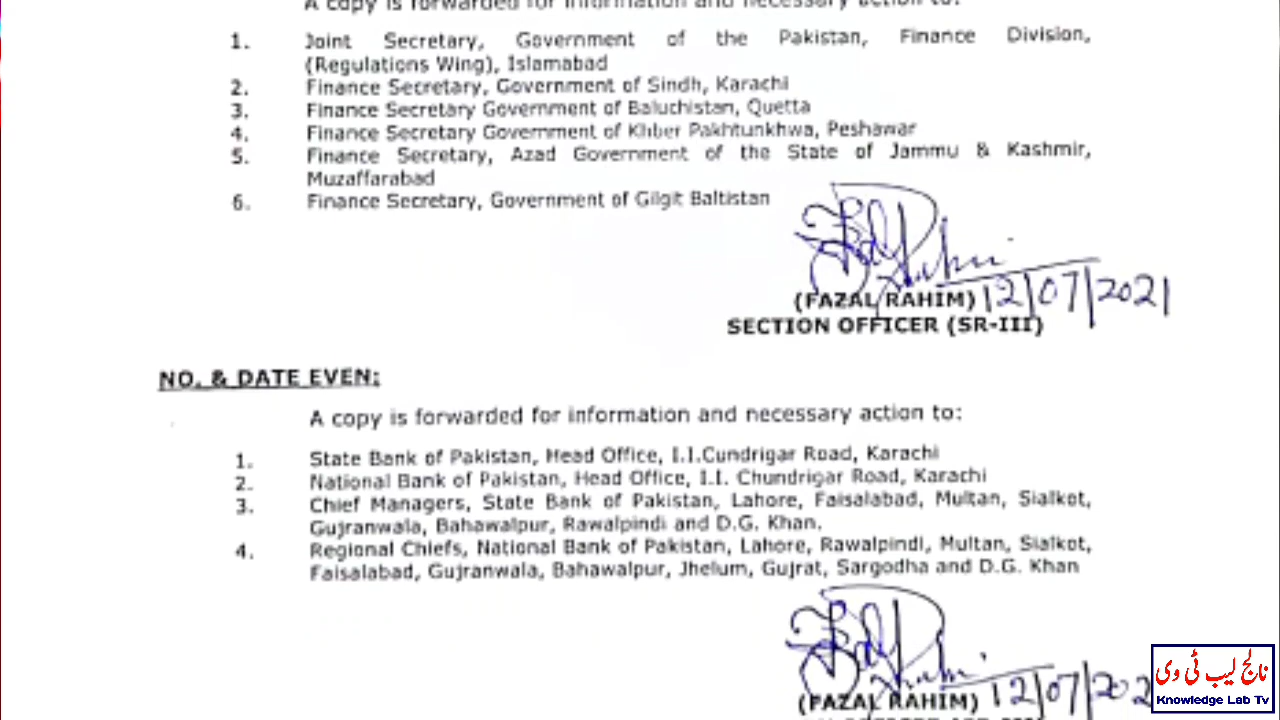 A copy is forwarded for information and necessary action to:
1. Joint Secretary, Government of the Pakistan, Finance Division,
(Regulations Wing), Islamabad
2. Finance Secretary, Government of Sindh, Karachi
3. Finance Secretary Government of Baluchistan, Quetta
4. Finance Secretary Government of Khber Pakhtunkhwa, Peshawar
5. Finance Secretary, Azad Government of the State of Jammu & Kashmir,
Muzaffarabad
6. Finance Secretary, Government of Gilgit Baltistan
(FAZAL RAHIM) 12/07/2021
SECTION OFFICER (SR-III)
NO. & DATE EVEN:
A copy is forwarded for information and necessary action to:
1. State Bank of Pakistan, Head Office, I.I.Cundrigar Road, Karachi
2. National Bank of Pakistan, Head Office, I.I. Chundrigar Road, Karachi
3. Chief Managers, State Bank of Pakistan, Lahore, Faisalabad, Multan, Sialkot,
Gujranwala, Bahawalpur, Rawalpindi and D.G. Khan.
4. Regional Chiefs, National Bank of Pakistan, Lahore, Rawalpindi, Multan, Sialkot,
Faisalabad, Gujranwala, Bahawalpur, Jhelum, Gujrat, Sargodha and D.G. Khan
(FAZAL RAHIM) 12/07/202
نالج لیب ٹی وی
Knowledge Lab Tv